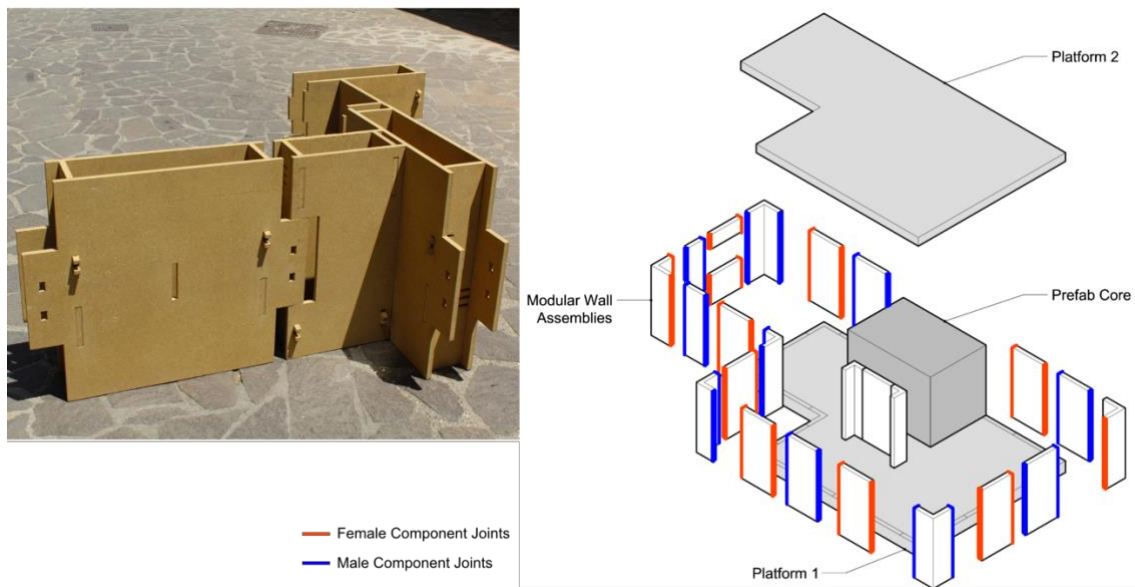 Platform 2
Modular Wall
Assemblies
Prefab Core
Female Component Joints
Male Component Joints
Platform 1